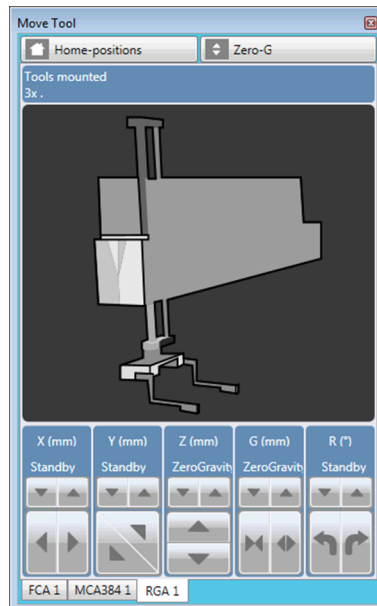 Move Tool
Home-positions
Zero-G
Tools mounted
3x .
X (mm) Y (mm) Z (mm) G (mm) R (°)
Standby Standby ZeroGravity ZeroGravity Standby
FCA 1 MCA384 1 RGA 1